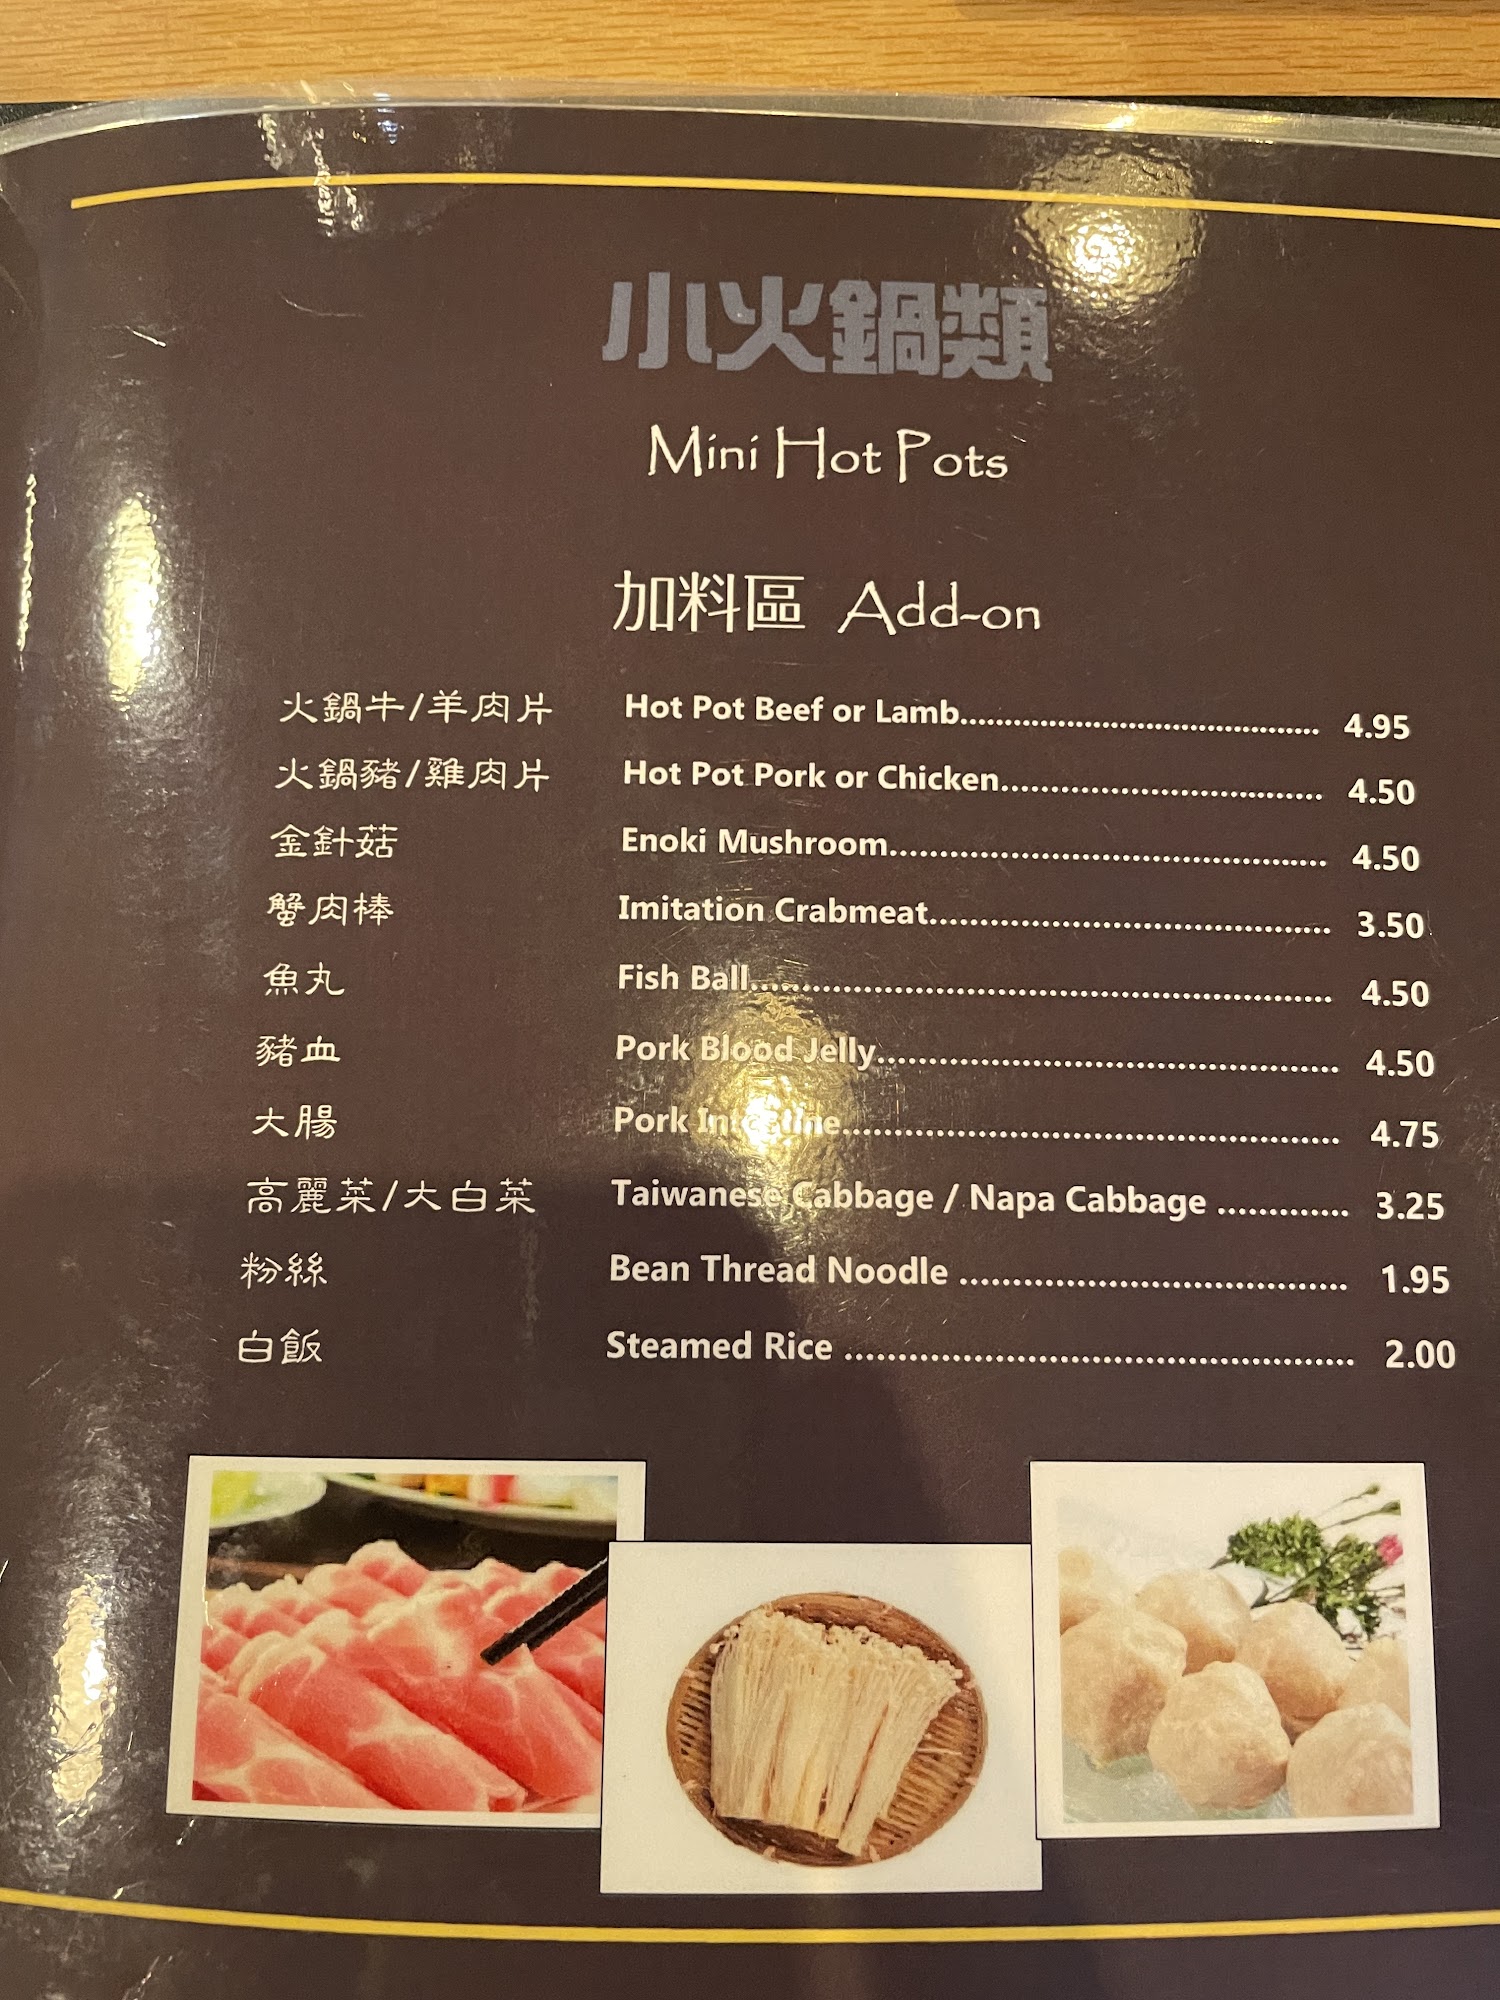 小火鍋類
Mini Hot Pots
加料區 Add-on
火鍋牛/羊肉片 Hot Pot Beef or Lamb........................................ 4.95
火鍋豬/雞肉片 Hot Pot Pork or Chicken.................................... 4.50
金針菇 Enoki Mushroom................................................ 4.50
蟹肉棒 Imitation Crabmeat............................................ 3.50
魚丸 Fish Ball................................................................ 4.50
豬血 Pork Blood Jelly.................................................. 4.50
大腸 Pork Intestine..................................................... 4.75
高麗菜/大白菜 Taiwanese Cabbage / Napa Cabbage ............. 3.25
粉絲 Bean Thread Noodle ........................................ 1.95
白飯 Steamed Rice .................................................... 2.00